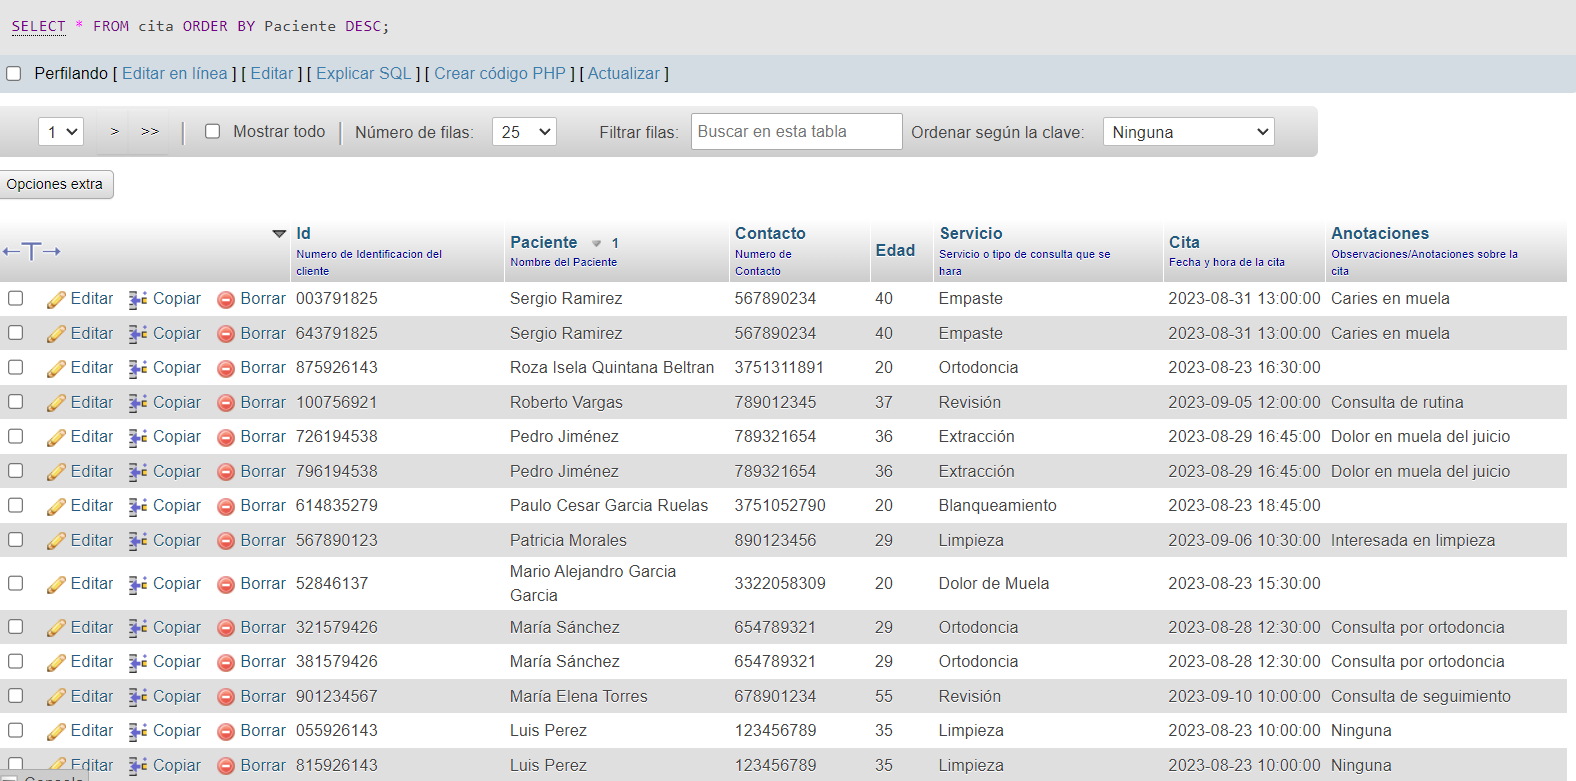 SELECT * FROM cita ORDER BY Paciente DESC;
Perfilando [ Editar en línea ] [ Editar ] [ Explicar SQL ] [ Crear código PHP ] [ Actualizar ]
1 > >> | Mostrar todo | Número de filas: 25 Filtrar filas: Buscar en esta tabla Ordenar según la clave: Ninguna
Opciones extra
←T→ Id Paciente 1 Contacto Edad Servicio Cita Anotaciones
Numero de Identificacion del cliente Nombre del Paciente Numero de Contacto Servicio o tipo de consulta que se hara Fecha y hora de la cita Observaciones/Anotaciones sobre la cita
Editar Copiar Borrar 003791825 Sergio Ramirez 567890234 40 Empaste 2023-08-31 13:00:00 Caries en muela
Editar Copiar Borrar 643791825 Sergio Ramirez 567890234 40 Empaste 2023-08-31 13:00:00 Caries en muela
Editar Copiar Borrar 875926143 Roza Isela Quintana Beltran 3751311891 20 Ortodoncia 2023-08-23 16:30:00
Editar Copiar Borrar 100756921 Roberto Vargas 789012345 37 Revisión 2023-09-05 12:00:00 Consulta de rutina
Editar Copiar Borrar 726194538 Pedro Jiménez 789321654 36 Extracción 2023-08-29 16:45:00 Dolor en muela del juicio
Editar Copiar Borrar 796194538 Pedro Jiménez 789321654 36 Extracción 2023-08-29 16:45:00 Dolor en muela del juicio
Editar Copiar Borrar 614835279 Paulo Cesar Garcia Ruelas 3751052790 20 Blanqueamiento 2023-08-23 18:45:00
Editar Copiar Borrar 567890123 Patricia Morales 890123456 29 Limpieza 2023-09-06 10:30:00 Interesada en limpieza
Editar Copiar Borrar 52846137 Mario Alejandro Garcia Garcia 3322058309 20 Dolor de Muela 2023-08-23 15:30:00
Editar Copiar Borrar 321579426 María Sánchez 654789321 29 Ortodoncia 2023-08-28 12:30:00 Consulta por ortodoncia
Editar Copiar Borrar 381579426 María Sánchez 654789321 29 Ortodoncia 2023-08-28 12:30:00 Consulta por ortodoncia
Editar Copiar Borrar 901234567 María Elena Torres 678901234 55 Revisión 2023-09-10 10:00:00 Consulta de seguimiento
Editar Copiar Borrar 055926143 Luis Perez 123456789 35 Limpieza 2023-08-23 10:00:00 Ninguna
Editar Copiar Borrar 815926143 Luis Perez 123456789 35 Limpieza 2023-08-23 10:00:00 Ninguna